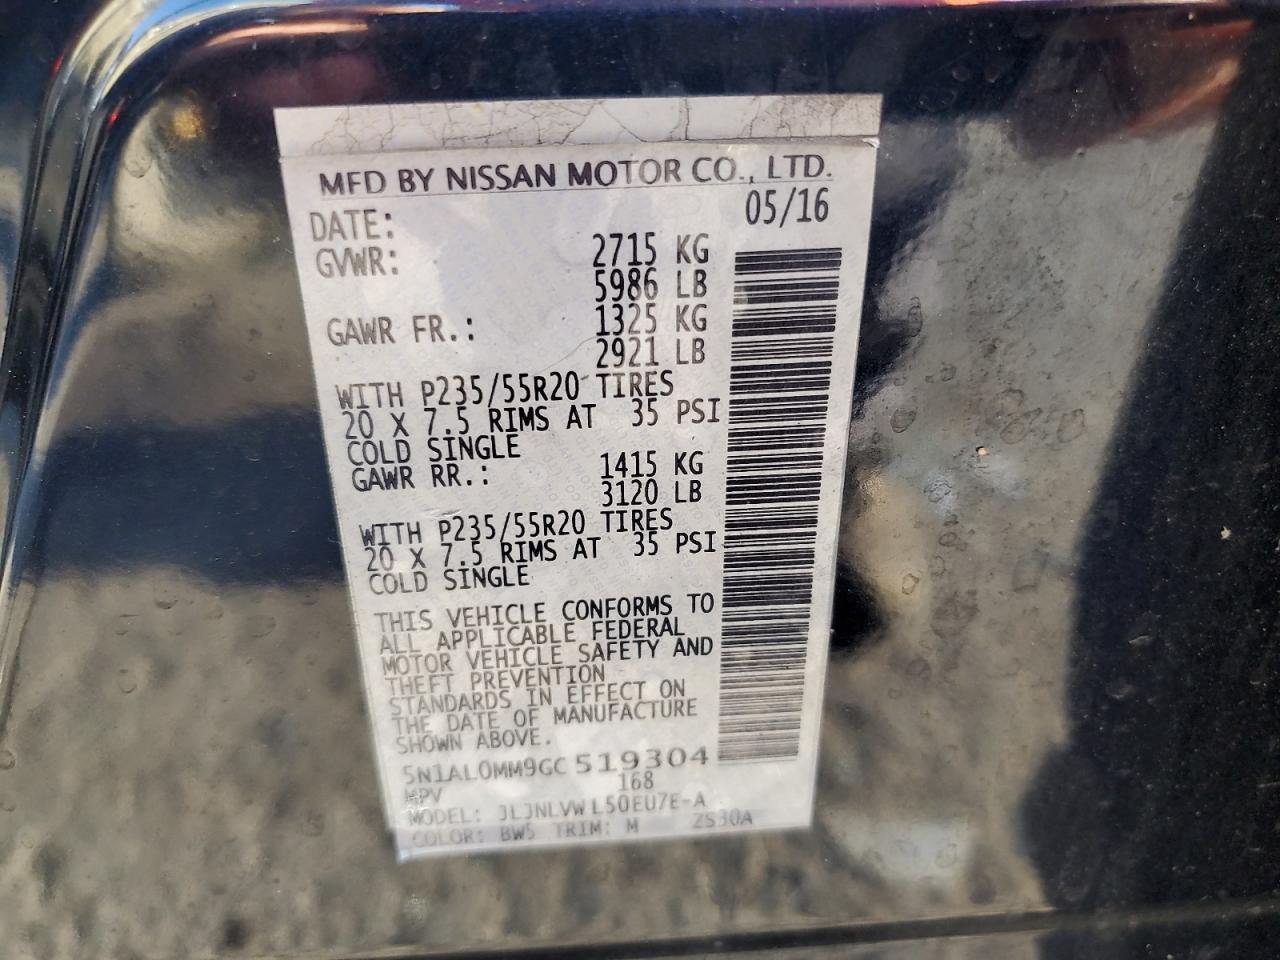 MFD BY NISSAN MOTOR CO., LTD.
DATE: 05/16
GVWR: 2715 KG
5986 LB
GAWR FR.: 1325 KG
2921 LB
WITH P235/55R20 TIRES
20 X 7.5 RIMS AT 35 PSI
COLD SINGLE
GAWR RR.: 1415 KG
3120 LB
WITH P235/55R20 TIRES
20 X 7.5 RIMS AT 35 PSI
COLD SINGLE
THIS VEHICLE CONFORMS TO
ALL APPLICABLE FEDERAL
MOTOR VEHICLE SAFETY AND
THEFT PREVENTION
STANDARDS IN EFFECT ON
THE DATE OF MANUFACTURE
SHOWN ABOVE.
5N1AL0MM9GC519304
MPV 168
MODEL: JLJNLVWL50EU7E-A
COLOR: BW5 TRIM: M 2S30A